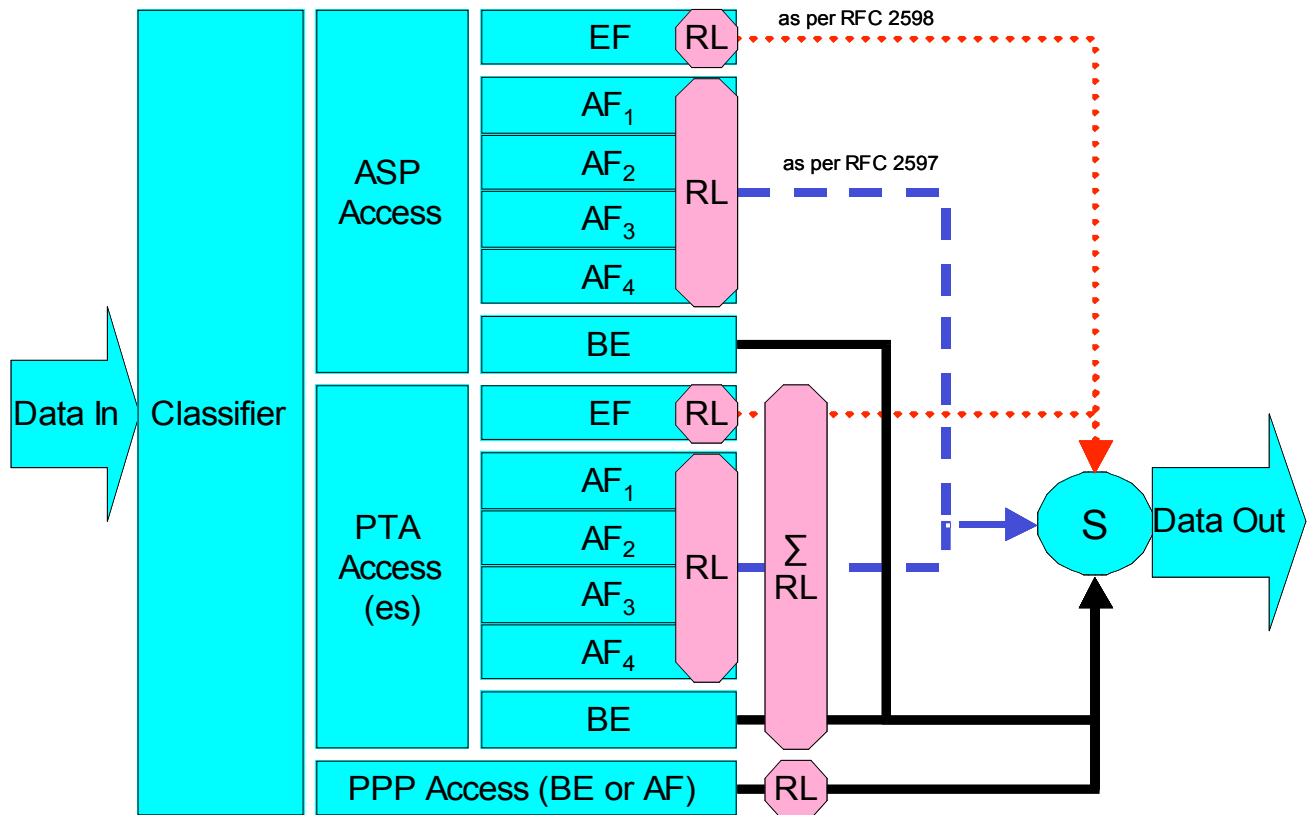 as per RFC 2598
EF
RL
AF1
AF2
AF3
AF4
RL
as per RFC 2597
ASP
Access
BE
Data In
Classifier
EF
RL
AF1
AF2
AF3
AF4
RL
PTA
Access
(es)
Σ
RL
S
Data Out
BE
PPP Access (BE or AF)
RL